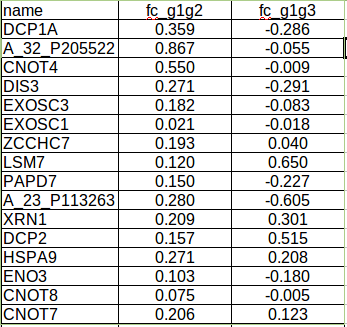 name fc_g1g2 fc_g1g3
DCP1A 0.359 -0.286
A_32_P205522 0.867 -0.055
CNOT4 0.550 -0.009
DIS3 0.271 -0.291
EXOSC3 0.182 -0.083
EXOSC1 0.021 -0.018
ZCCHC7 0.193 0.040
LSM7 0.120 0.650
PAPD7 0.150 -0.227
A_23_P113263 0.280 -0.605
XRN1 0.209 0.301
DCP2 0.157 0.515
HSPA9 0.271 0.208
ENO3 0.103 -0.180
CNOT8 0.075 -0.005
CNOT7 0.206 0.123